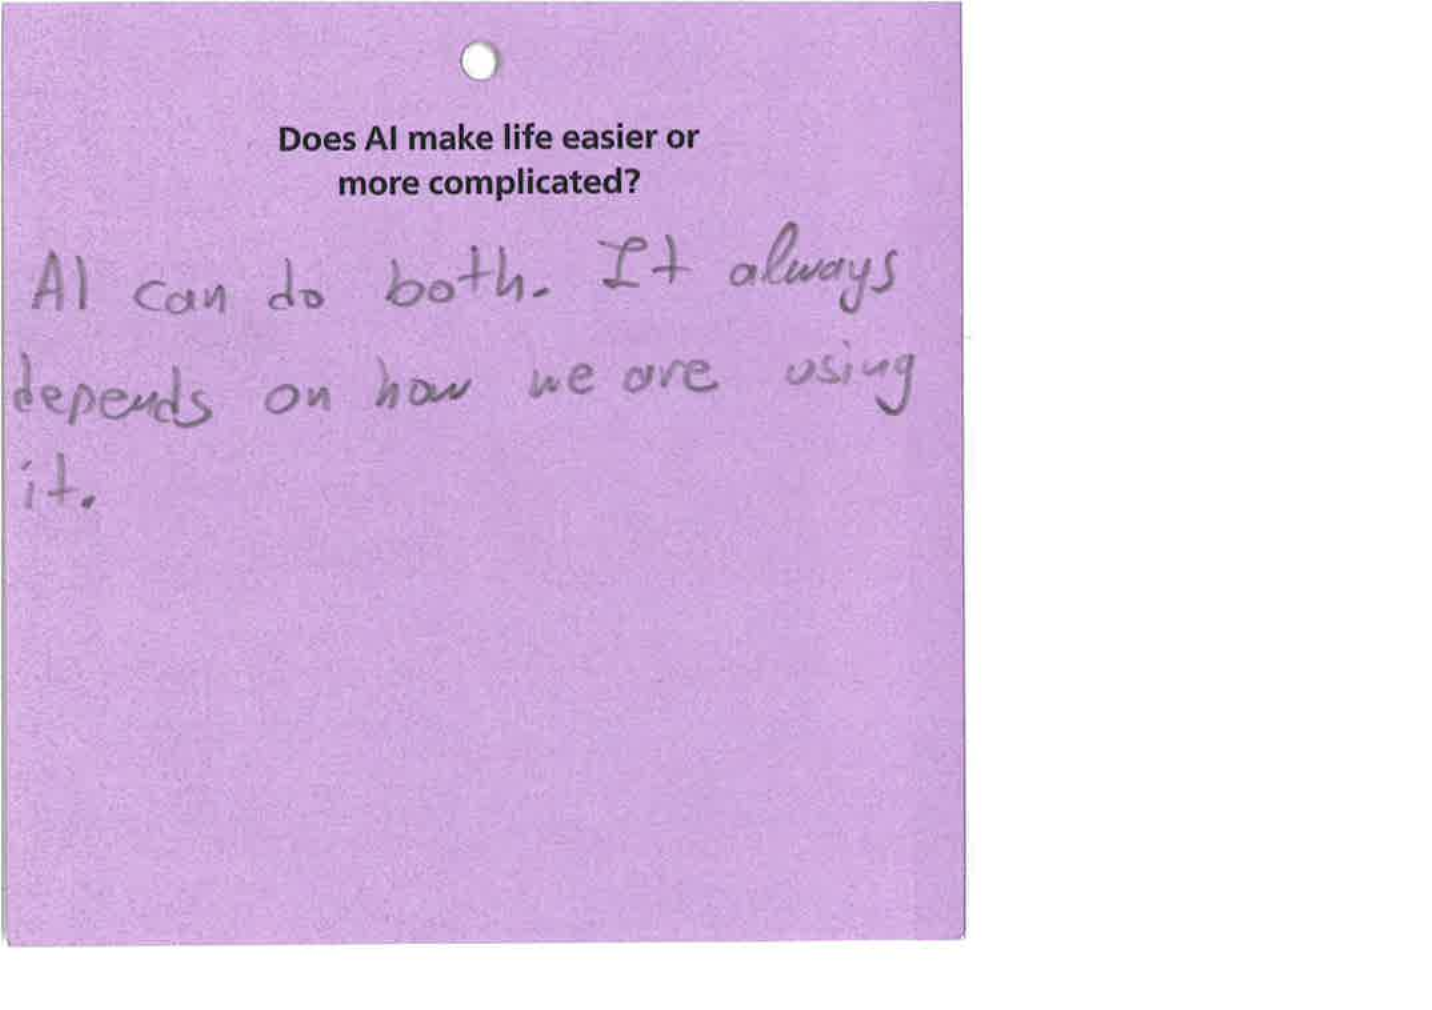 Does AI make life easier or
more complicated?
AI can do both. It always
depends on how we are using
it.